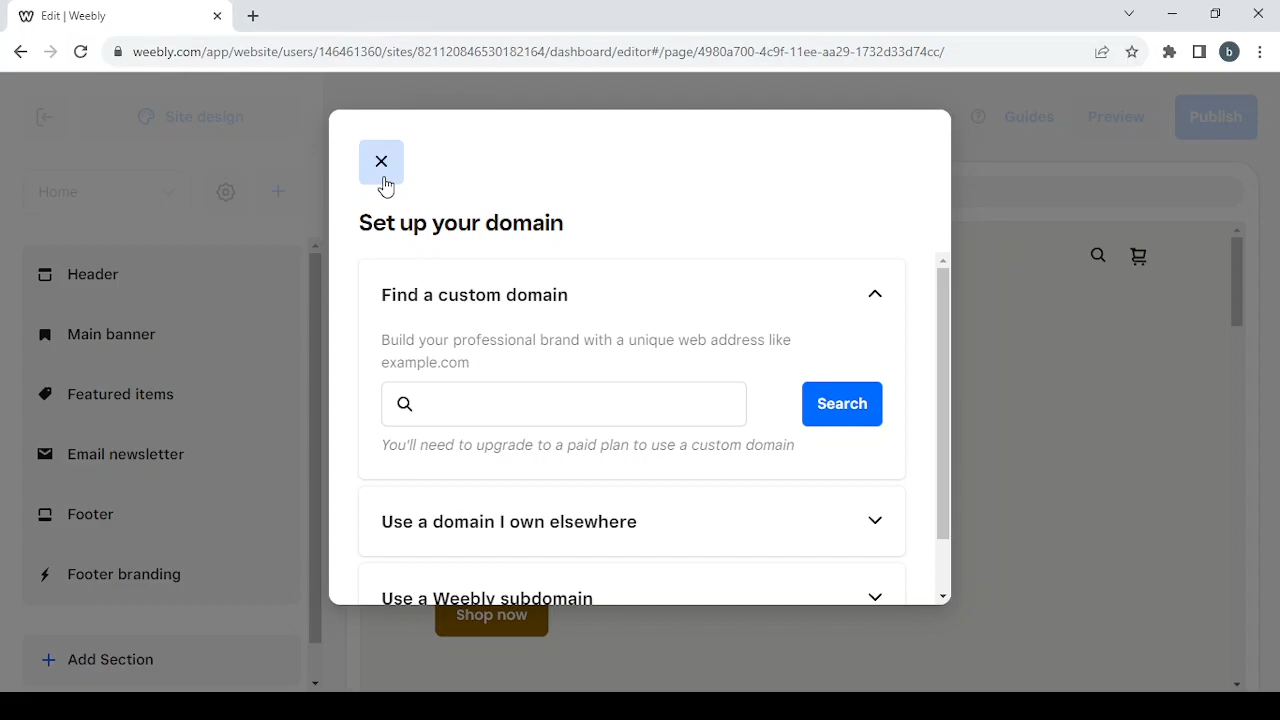 Edit | Weebly
weebly.com/app/website/users/146461360/sites/821120846530182164/dashboard/editor#/page/4980a700-4c9f-11ee-aa29-1732d33d74cc/
b
Site design
Guides
Preview
Publish
Home
Header
Main banner
Featured items
Email newsletter
Footer
Footer branding
Add Section
Set up your domain
Find a custom domain
Build your professional brand with a unique web address like
example.com
Search
You'll need to upgrade to a paid plan to use a custom domain
Use a domain I own elsewhere
Use a Weebly subdomain
Shop now